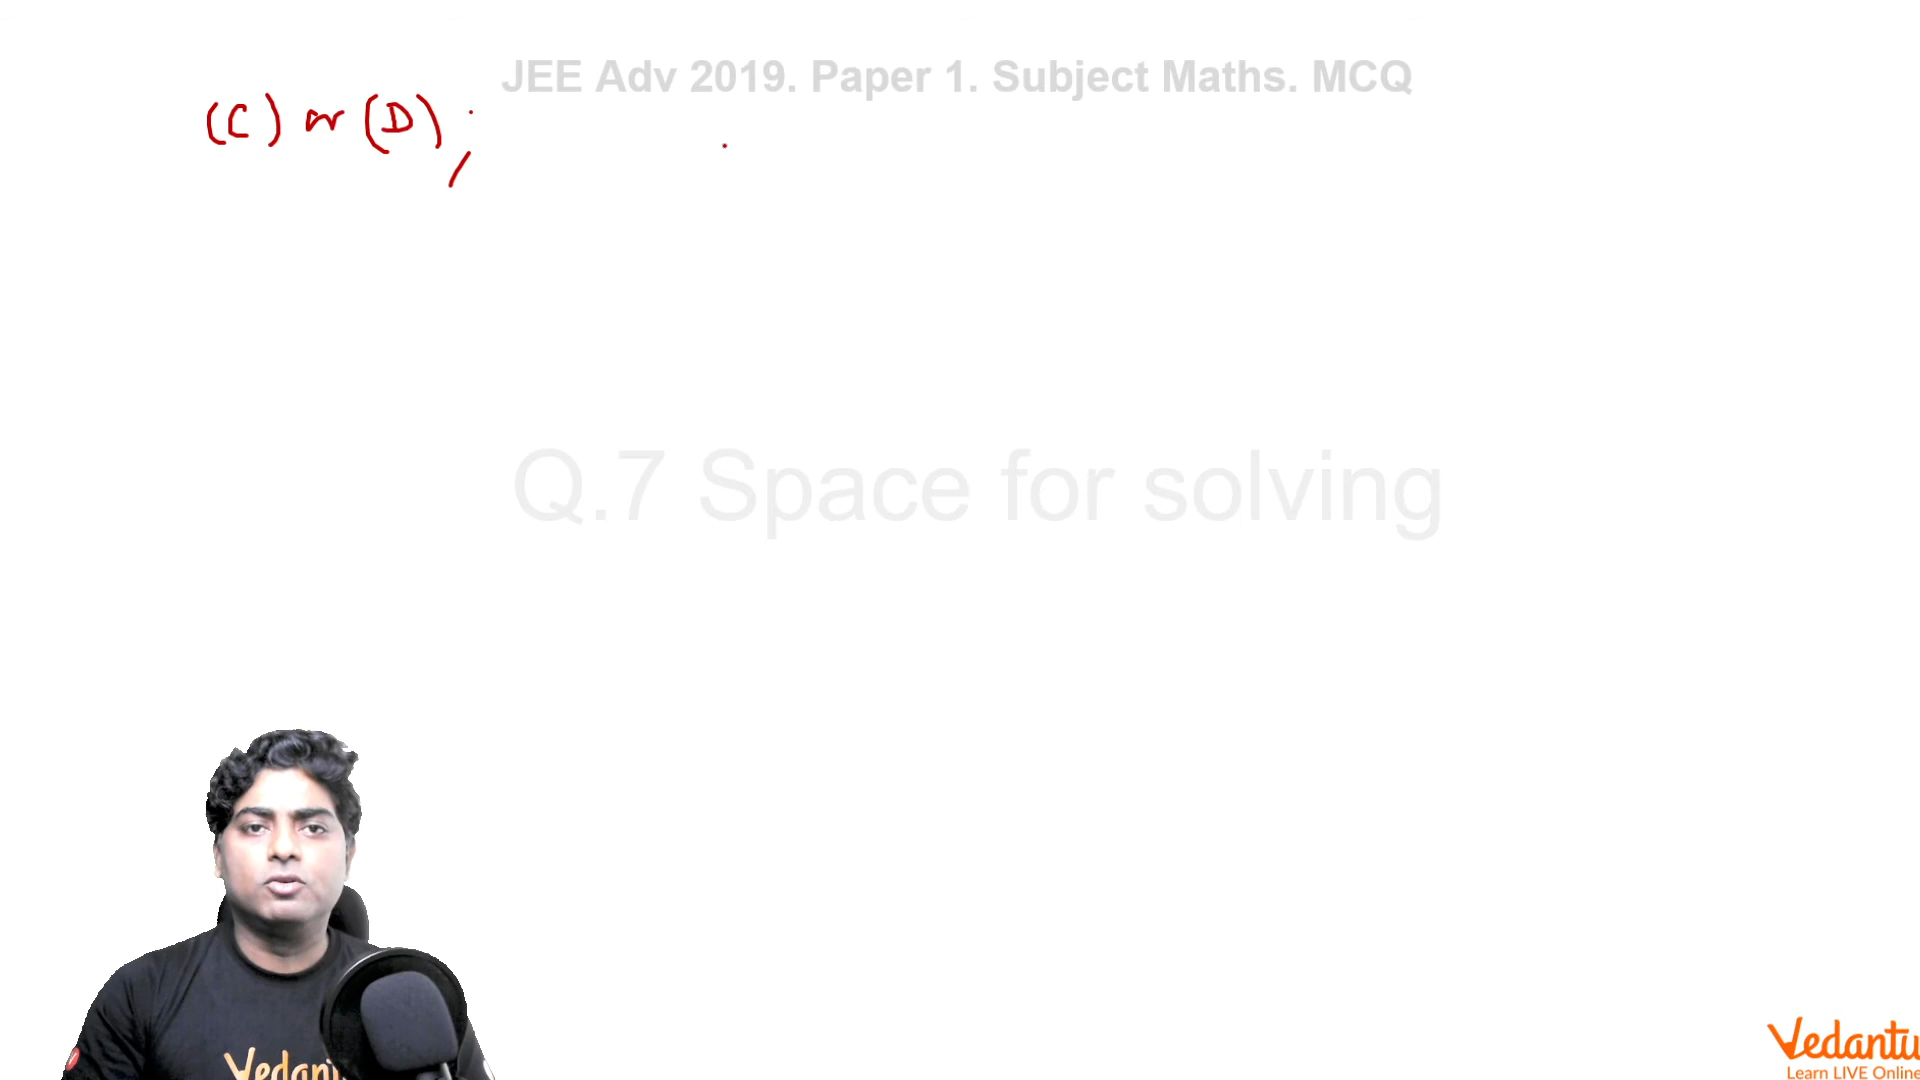 JEE Adv 2019. Paper 1. Subject Maths. MCQ
(C) or (D),
Q.7 Space for solving
Vedantu
Learn LIVE Online